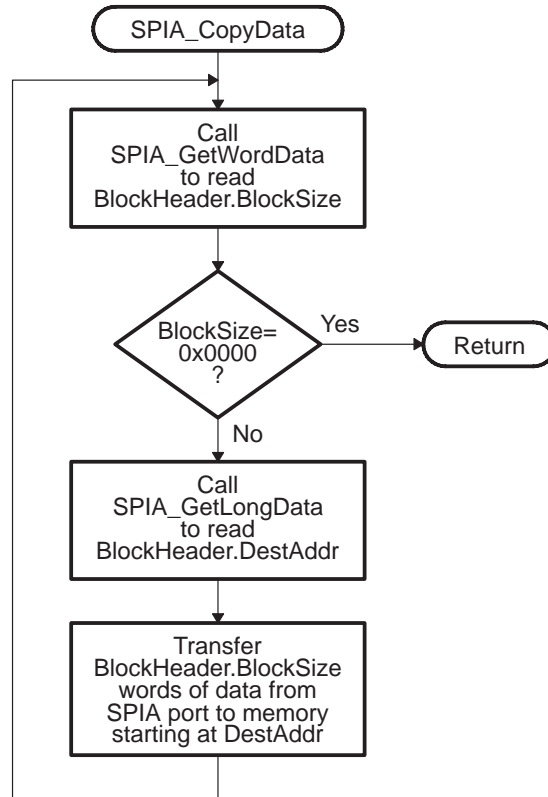 SPIA_CopyData
Call
SPIA_GetWordData
to read
BlockHeader.BlockSize
BlockSize=
0x0000
?
Yes
Return
No
Call
SPIA_GetLongData
to read
BlockHeader.DestAddr
Transfer
BlockHeader.BlockSize
words of data from
SPIA port to memory
starting at DestAddr